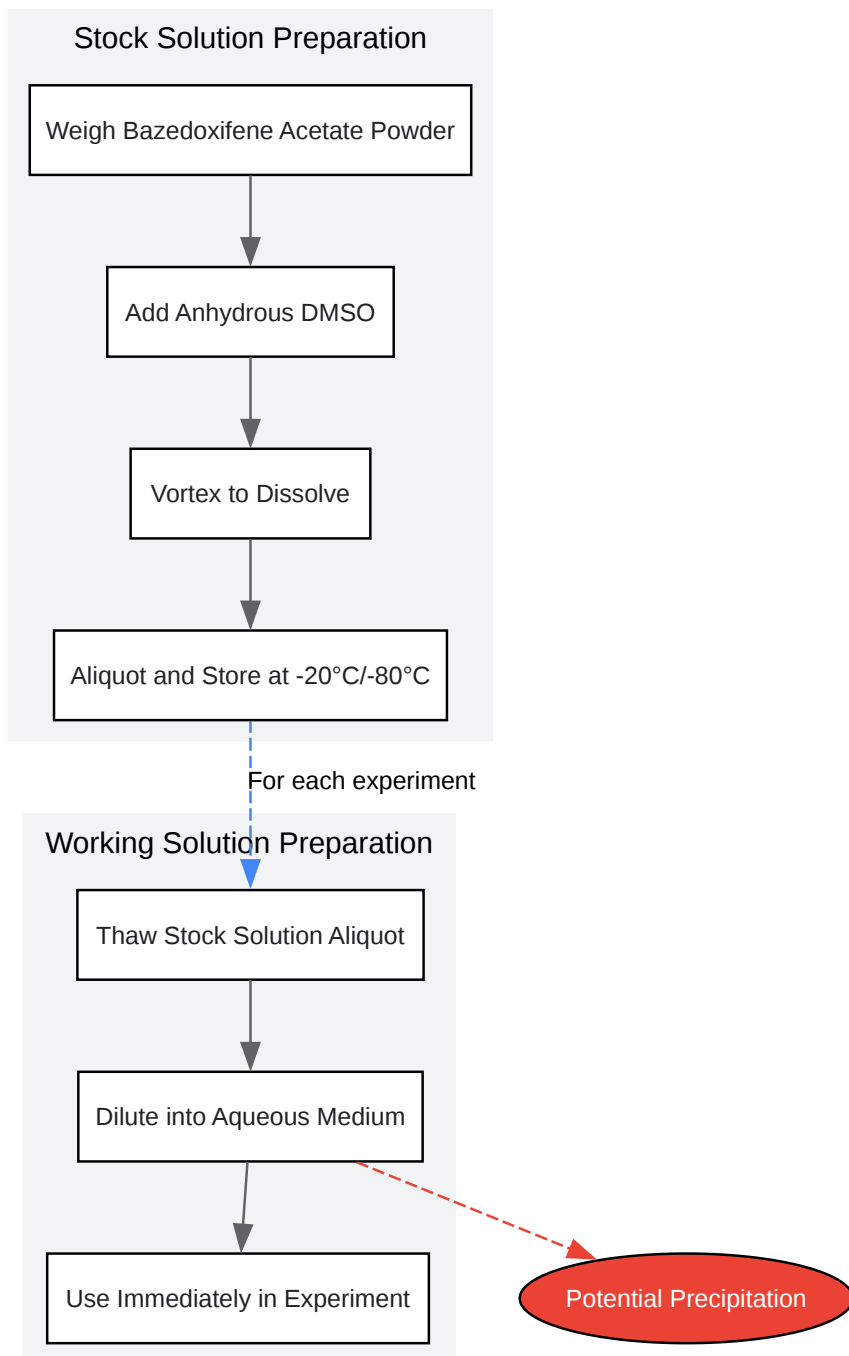 Stock Solution Preparation
Weigh Bazedoxifene Acetate Powder
Add Anhydrous DMSO
Vortex to Dissolve
Aliquot and Store at -20°C/-80°C
For each experiment
Working Solution Preparation
Thaw Stock Solution Aliquot
Dilute into Aqueous Medium
Use Immediately in Experiment
Potential Precipitation